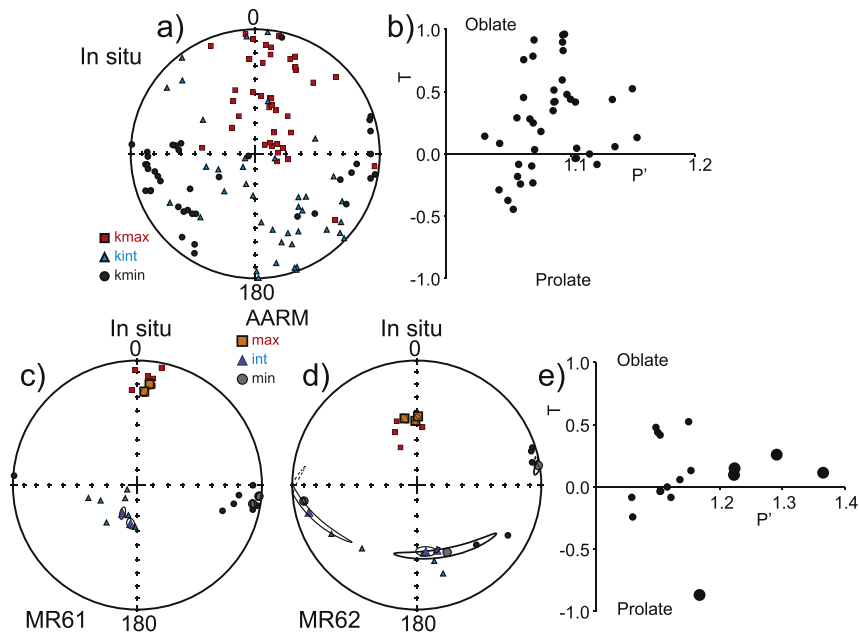 0
a)
In situ
180
kmax
kint
kmin
b)
Oblate
T
1.0
0.5
0.0
-0.5
-1.0
1.1
1.2
P'
Prolate
AARM
max
int
min
In situ
0
c)
MR61
180
In situ
0
d)
MR62
180
e)
Oblate
T
1.0
0.5
0.0
-0.5
-1.0
1.2
1.3
1.4
P'
Prolate